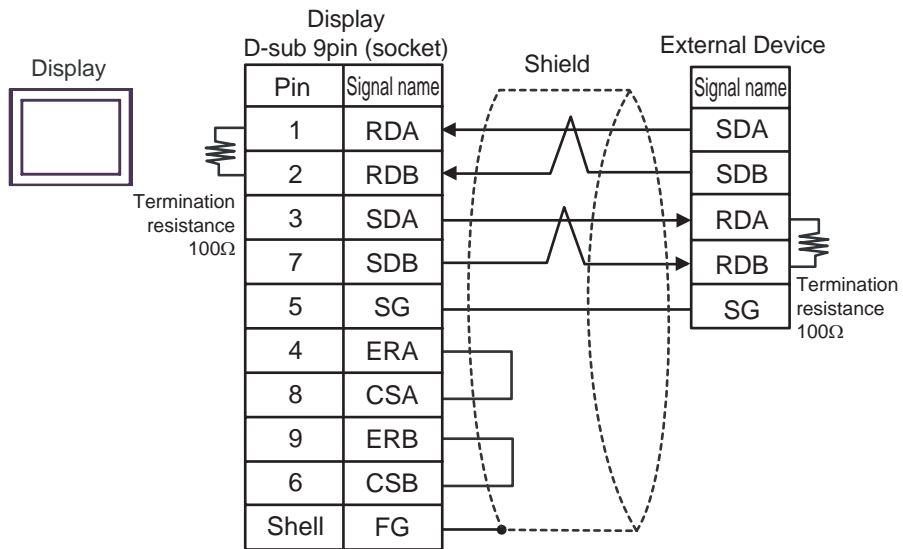 Display
Display
D-sub 9pin (socket)
Shield
External Device
Pin Signal name
1 RDA
2 RDB
3 SDA
7 SDB
5 SG
4 ERA
8 CSA
9 ERB
6 CSB
Shell FG
Termination
resistance
100Ω
Signal name
SDA
SDB
RDA
RDB
SG
Termination
resistance
100Ω